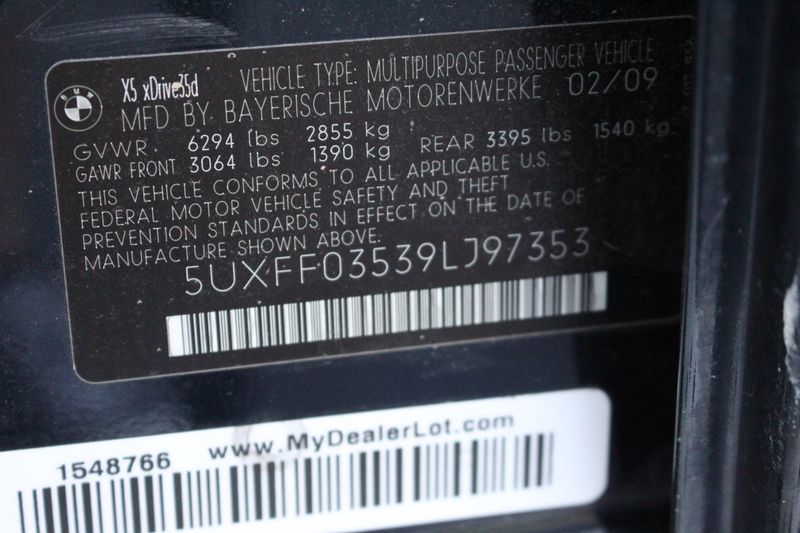 BMW
X5 xDrive35d
VEHICLE TYPE: MULTIPURPOSE PASSENGER VEHICLE
MFD BY BAYERISCHE MOTORENWERKE 02/09
GVWR 6294 lbs 2855 kg
GAWR FRONT 3064 lbs 1390 kg REAR 3395 lbs 1540 kg
THIS VEHICLE CONFORMS TO ALL APPLICABLE U.S.
FEDERAL MOTOR VEHICLE SAFETY AND THEFT
PREVENTION STANDARDS IN EFFECT ON THE DATE OF
MANUFACTURE SHOWN ABOVE.
5UXFF03539LJ97353
1548766 www.MyDealerLot.com